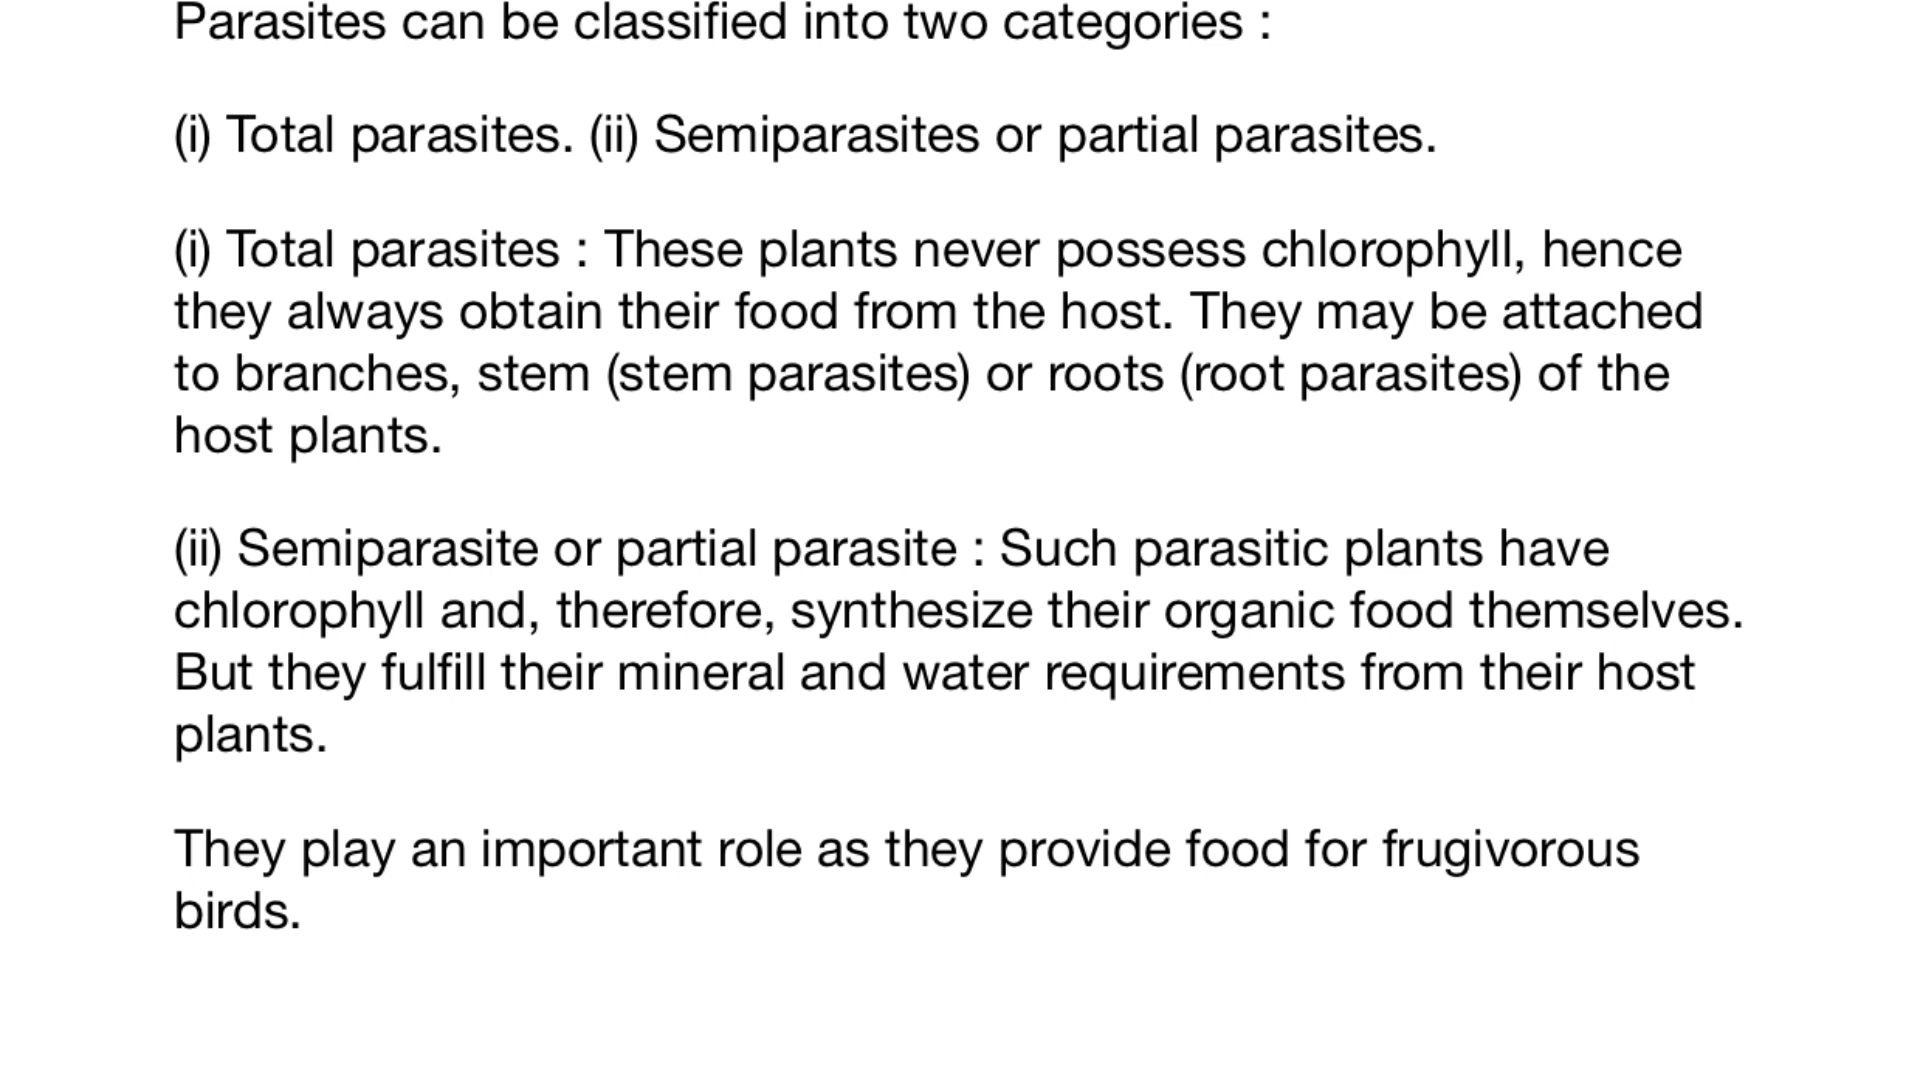 Parasites can be classified into two categories :
(i) Total parasites. (ii) Semiparasites or partial parasites.
(i) Total parasites : These plants never possess chlorophyll, hence
they always obtain their food from the host. They may be attached
to branches, stem (stem parasites) or roots (root parasites) of the
host plants.
(ii) Semiparasite or partial parasite : Such parasitic plants have
chlorophyll and, therefore, synthesize their organic food themselves.
But they fulfill their mineral and water requirements from their host
plants.
They play an important role as they provide food for frugivorous
birds.